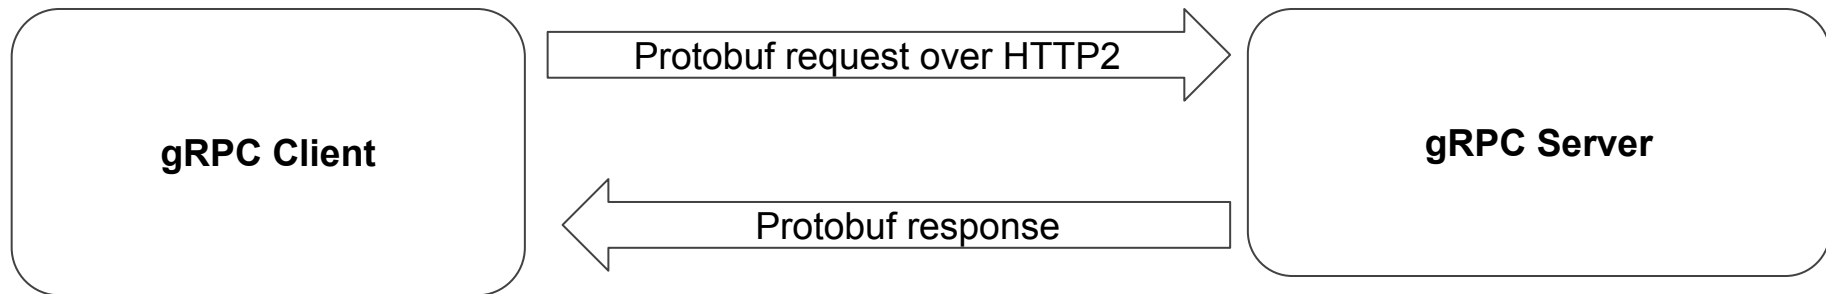 Protobuf request over HTTP2
gRPC Client
gRPC Server
Protobuf response